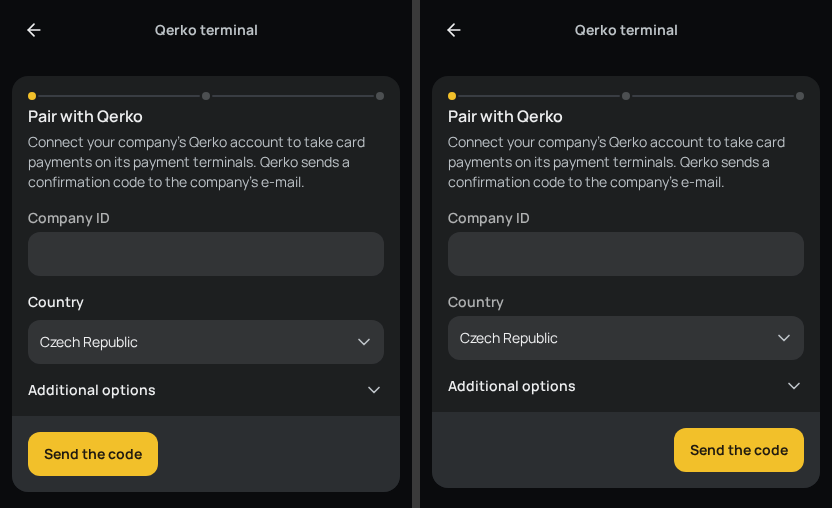 Qerko terminal
Pair with Qerko
Connect your company's Qerko account to take card
payments on its payment terminals. Qerko sends a
confirmation code to the company's e-mail.
Company ID
Country
Czech Republic
Additional options
Send the code
Qerko terminal
Pair with Qerko
Connect your company's Qerko account to take card
payments on its payment terminals. Qerko sends a
confirmation code to the company's e-mail.
Company ID
Country
Czech Republic
Additional options
Send the code